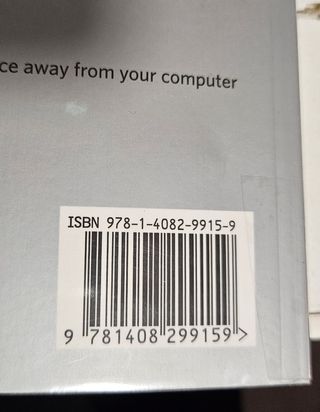 ce away from your computer
ISBN 978-1-4082-9915-9
9 781408 299159 >